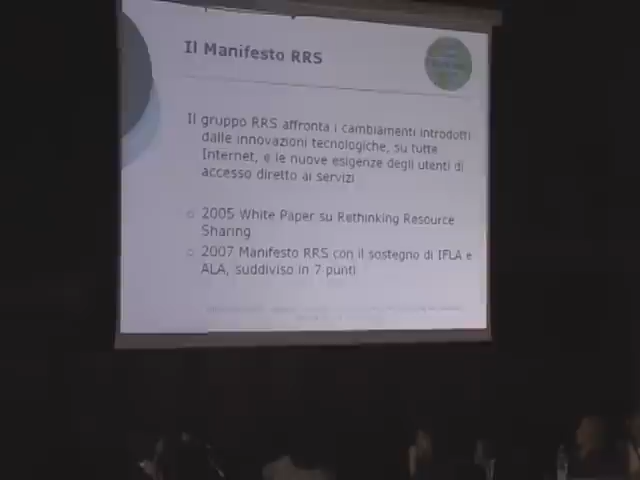 Il Manifesto RRS
Il gruppo RRS affronta i cambiamenti introdotti
dalle innovazioni tecnologiche, su tutte
Internet, e le nuove esigenze degli utenti di
accesso diretto ai servizi
2005 White Paper su Rethinking Resource
Sharing
2007 Manifesto RRS con il sostegno di IFLA e
ALA, suddiviso in 7 punti